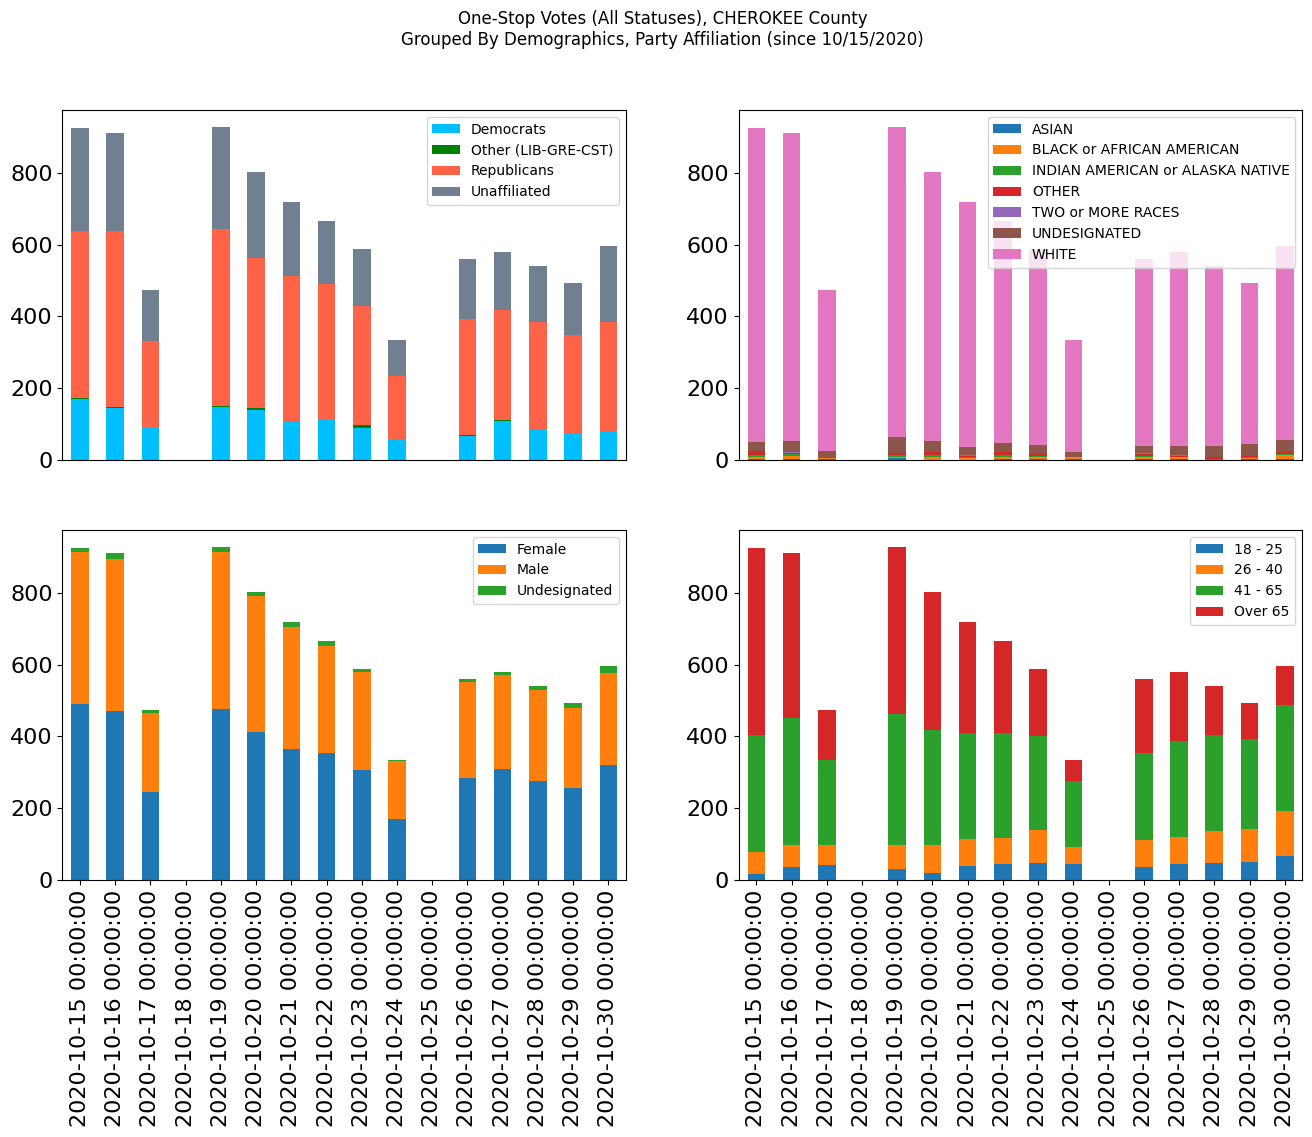 One-Stop Votes (All Statuses), CHEROKEE County
Grouped By Demographics, Party Affiliation (since 10/15/2020)
800
600
400
200
0
Democrats
Other (LIB-GRE-CST)
Republicans
Unaffiliated
800
600
400
200
0
ASIAN
BLACK or AFRICAN AMERICAN
INDIAN AMERICAN or ALASKA NATIVE
OTHER
TWO or MORE RACES
UNDESIGNATED
WHITE
800
600
400
200
0
Female
Male
Undesignated
2020-10-15 00:00:00
2020-10-16 00:00:00
2020-10-17 00:00:00
2020-10-18 00:00:00
2020-10-19 00:00:00
2020-10-20 00:00:00
2020-10-21 00:00:00
2020-10-22 00:00:00
2020-10-23 00:00:00
2020-10-24 00:00:00
2020-10-25 00:00:00
2020-10-26 00:00:00
2020-10-27 00:00:00
2020-10-28 00:00:00
2020-10-29 00:00:00
2020-10-30 00:00:00
800
600
400
200
0
18 - 25
26 - 40
41 - 65
Over 65
2020-10-15 00:00:00
2020-10-16 00:00:00
2020-10-17 00:00:00
2020-10-18 00:00:00
2020-10-19 00:00:00
2020-10-20 00:00:00
2020-10-21 00:00:00
2020-10-22 00:00:00
2020-10-23 00:00:00
2020-10-24 00:00:00
2020-10-25 00:00:00
2020-10-26 00:00:00
2020-10-27 00:00:00
2020-10-28 00:00:00
2020-10-29 00:00:00
2020-10-30 00:00:00